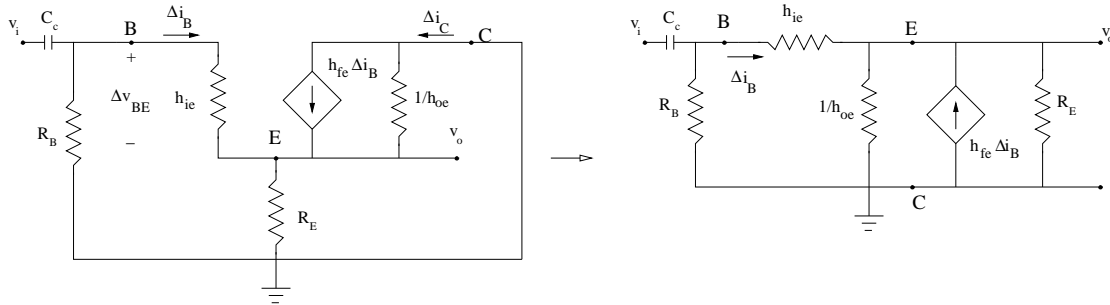 v_i C_c B Δi_B Δi_C C
+
h_fe Δi_B
Δv_BE h_ie 1/h_oe
R_B
− E v_o
R_E
v_i C_c B h_ie E v_o
Δi_B
R_B 1/h_oe R_E
h_fe Δi_B
C